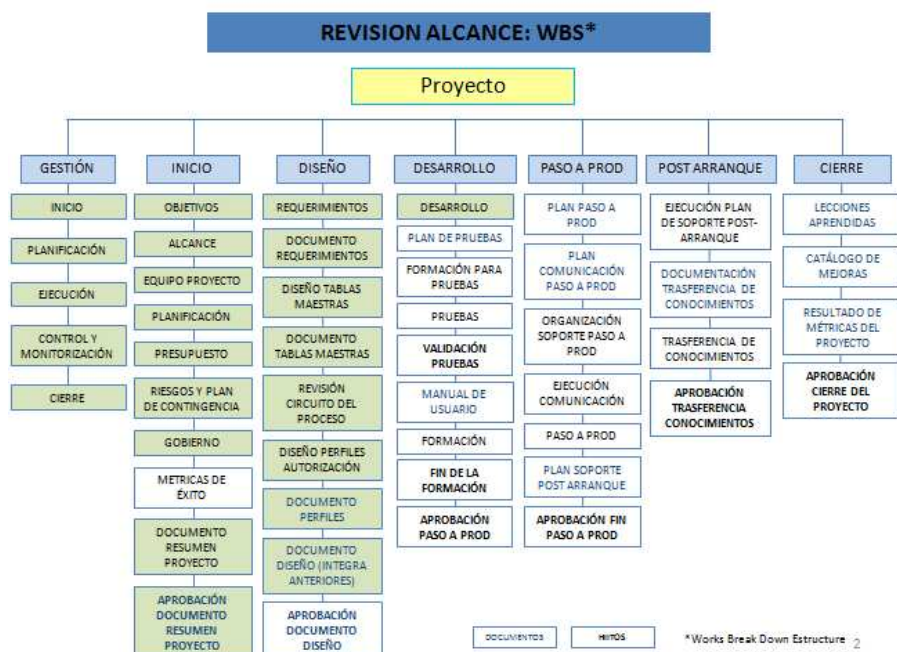 REVISION ALCANCE: WBS*
Proyecto
GESTIÓN
INICIO
PLANIFICACIÓN
EJECUCIÓN
CONTROL Y
MONITORIZACIÓN
CIERRE
INICIO
OBJETIVOS
ALCANCE
EQUIPO PROYECTO
PLANIFICACIÓN
PRESUPUESTO
RIESGOS Y PLAN
DE CONTINGENCIA
GOBIERNO
METRICAS DE
ÉXITO
DOCUMENTO
RESUMEN
PROYECTO
APROBACIÓN
DOCUMENTO
RESUMEN
PROYECTO
DISEÑO
REQUERIMIENTOS
DOCUMENTO
REQUERIMIENTOS
DISEÑO TABLAS
MAESTRAS
DOCUMENTO
TABLAS MAESTRAS
REVISIÓN
CIRCUITO DEL
PROCESO
DISEÑO PERFILES
AUTORIZACIÓN
DOCUMENTO
PERFILES
DOCUMENTO
DISEÑO (INTEGRA
ANTERIORES)
APROBACIÓN
DOCUMENTO
DISEÑO
DESARROLLO
DESARROLLO
PLAN DE PRUEBAS
FORMACIÓN PARA
PRUEBAS
PRUEBAS
VALIDACIÓN
PRUEBAS
MANUAL DE
USUARIO
FORMACIÓN
FIN DE LA
FORMACIÓN
APROBACIÓN
PASO A PROD
PASO A PROD
PLAN PASO A
PROD
PLAN
COMUNICACIÓN
PASO A PROD
ORGANIZACIÓN
SOPORTE PASO A
PROD
EJECUCIÓN
COMUNICACIÓN
PASO A PROD
PLAN SOPORTE
POST ARRANQUE
APROBACIÓN FIN
PASO A PROD
POST ARRANQUE
EJECUCIÓN PLAN
DE SOPORTE POST-
ARRANQUE
DOCUMENTACIÓN
TRASFERENCIA DE
CONOCIMIENTOS
TRASFERENCIA DE
CONOCIMIENTOS
APROBACIÓN
TRASFERENCIA
CONOCIMIENTOS
CIERRE
LECCIONES
APRENDIDAS
CATÁLOGO DE
MEJORAS
RESULTADO DE
MÉTRICAS DEL
PROYECTO
APROBACIÓN
CIERRE DEL
PROYECTO
DOCUMENTOS
HIITOS
*Works Break Down Estructure
2